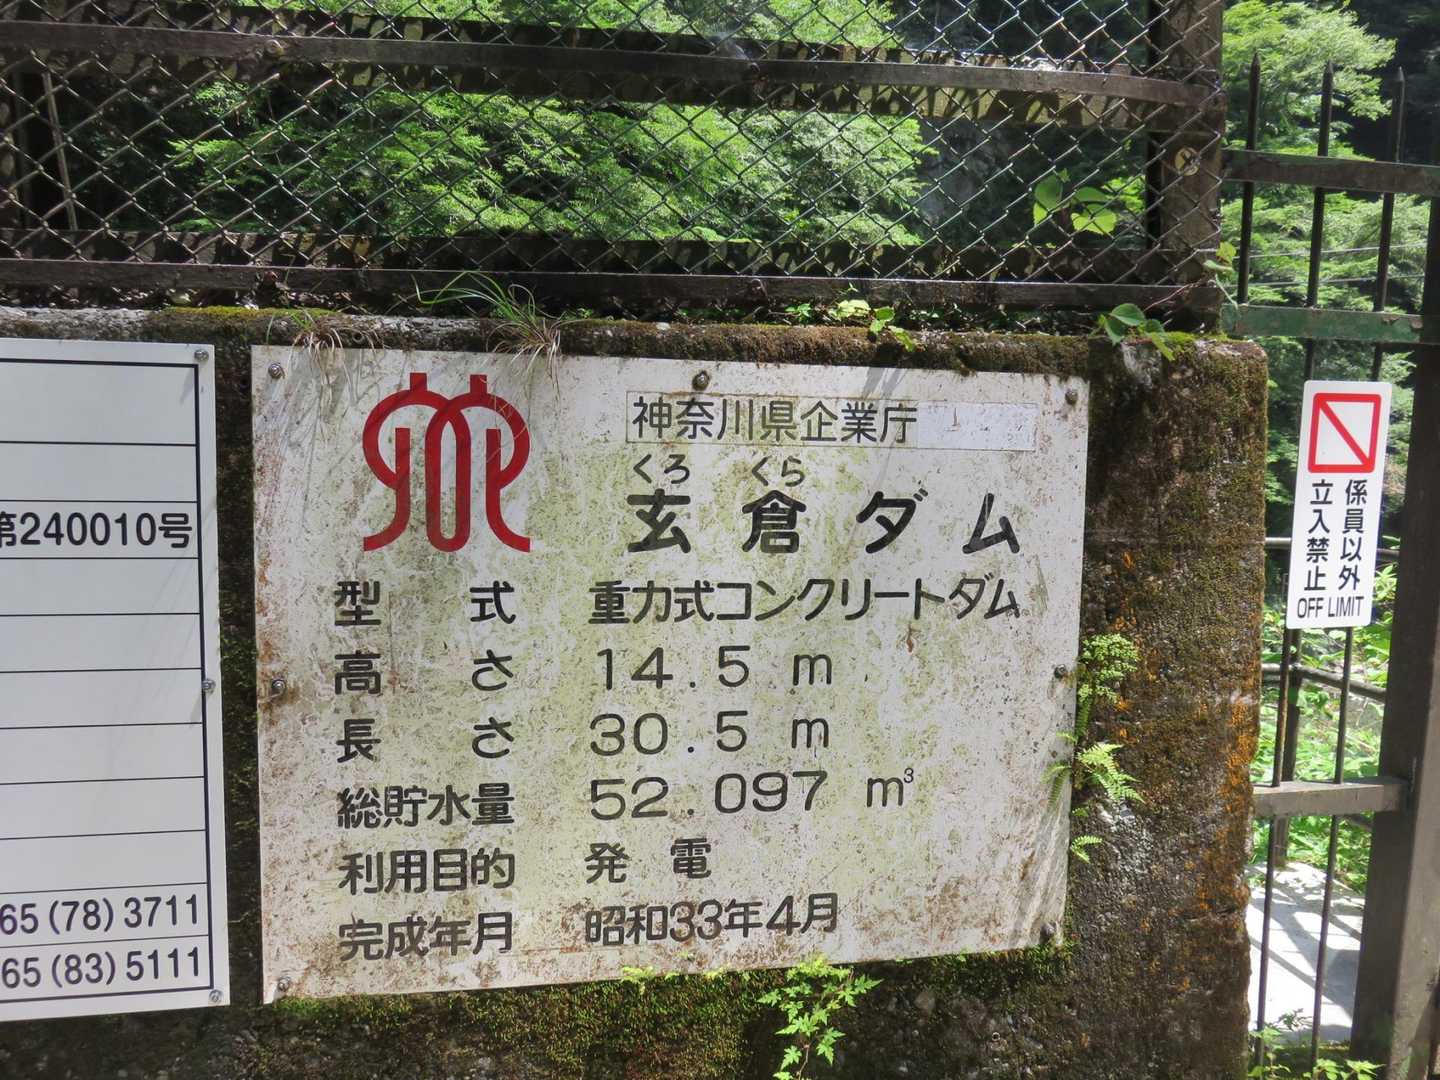 第240010号
65(78)3711
65(83)5111
神奈川県企業庁
くろ くら
玄倉ダム
型式 重力式コンクリートダム
高さ 14.5 m
長さ 30.5 m
総貯水量 52.097 m³
利用目的 発電
完成年月 昭和33年4月
係員以外
立入禁止
OFF LIMIT